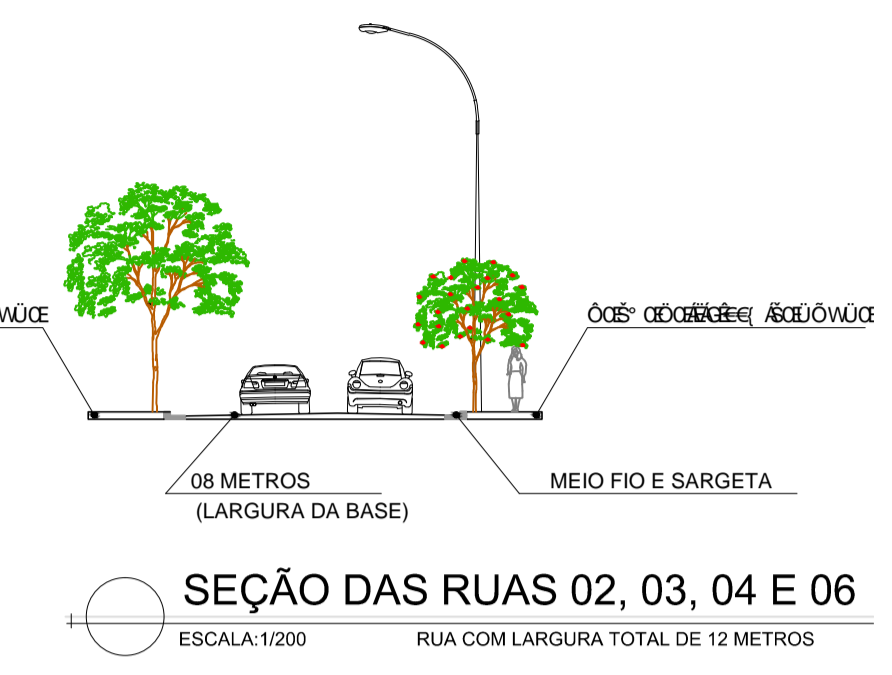 08 METROS
(LARGURA DA BASE)
MEIO FIO E SARGETA
SEÇÃO DAS RUAS 02, 03, 04 E 06
ESCALA:1/200
RUA COM LARGURA TOTAL DE 12 METROS